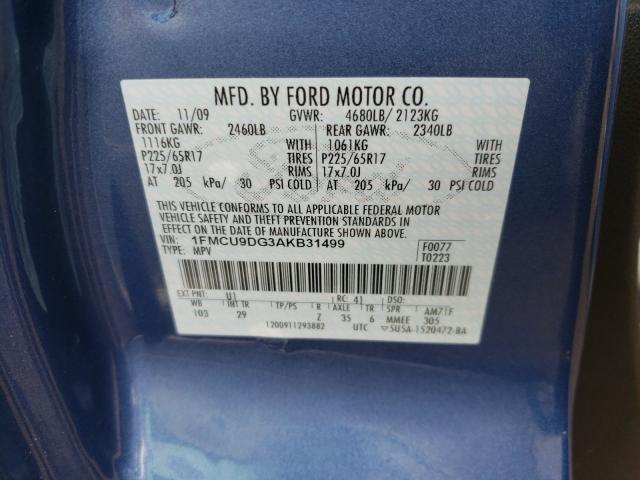 MFD. BY FORD MOTOR CO.
DATE: 11/09 GVWR: 4680LB/ 2123KG
FRONT GAWR: 2460LB REAR GAWR: 2340LB
1116KG WITH 1061KG WITH
P225/65R17 TIRES P225/65R17 TIRES
17x7.0J RIMS 17x7.0J RIMS
AT 205 kPa/ 30 PSI COLD AT 205 kPa/ 30 PSI COLD
THIS VEHICLE CONFORMS TO ALL APPLICABLE FEDERAL MOTOR
VEHICLE SAFETY AND THEFT PREVENTION STANDARDS IN
EFFECT ON THE DATE OF MANUFACTURE SHOWN ABOVE.
VIN: 1FMCU9DG3AKB31499 F0077
TYPE: MPV T0223
EXT PNT: U1 RC: 41 DSO:
WB INT TR TP/PS R AXLE TR SPR AM71F
103 29 Z 35 6 MMEE 305
1200911293882 UTC 5U5A-1520472-BA